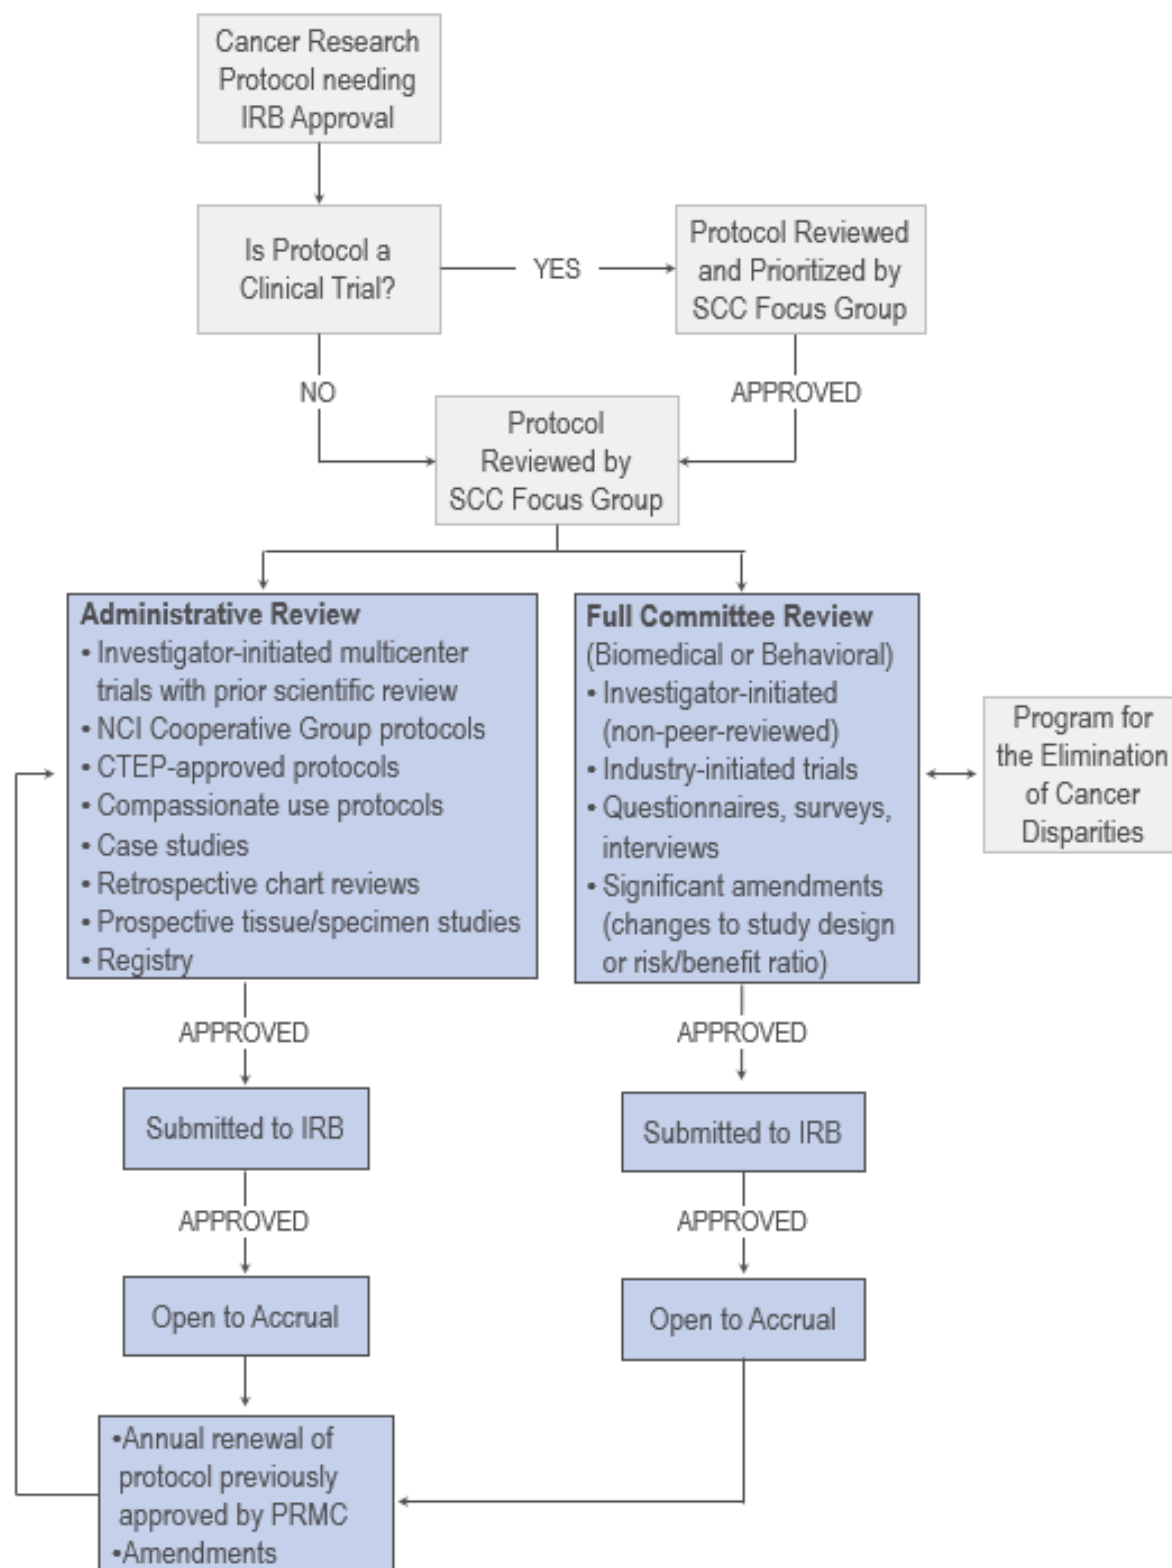 Cancer Research
Protocol needing
IRB Approval
Is Protocol a
Clinical Trial?
YES
Protocol Reviewed
and Prioritized by
SCC Focus Group
NO
APPROVED
Protocol
Reviewed by
SCC Focus Group
Administrative Review
• Investigator-initiated multicenter
trials with prior scientific review
• NCI Cooperative Group protocols
• CTEP-approved protocols
• Compassionate use protocols
• Case studies
• Retrospective chart reviews
• Prospective tissue/specimen studies
• Registry
Full Committee Review
(Biomedical or Behavioral)
• Investigator-initiated
(non-peer-reviewed)
• Industry-initiated trials
• Questionnaires, surveys,
interviews
• Significant amendments
(changes to study design
or risk/benefit ratio)
Program for
the Elimination
of Cancer
Disparities
APPROVED
Submitted to IRB
APPROVED
Open to Accrual
APPROVED
Submitted to IRB
APPROVED
Open to Accrual
•Annual renewal of
protocol previously
approved by PRMC
•Amendments